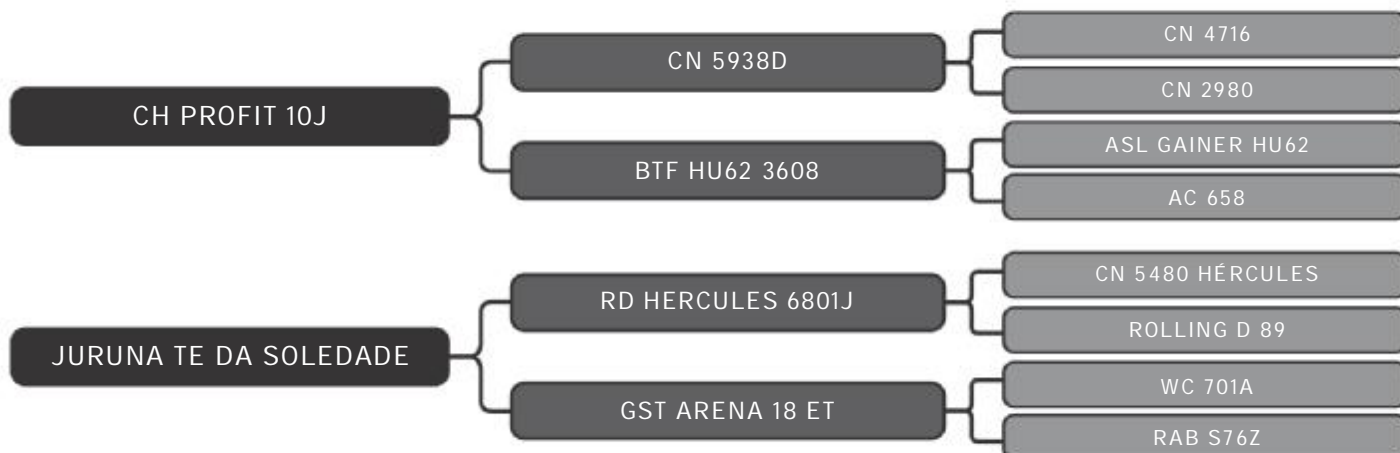 CH PROFIT 10J
CN 5938D
CN 4716
CN 2980
BTF HU62 3608
ASL GAINER HU62
AC 658
JURUNA TE DA SOLEDADE
RD HERCULES 6801J
CN 5480 HÉRCULES
ROLLING D 89
GST ARENA 18 ET
WC 701A
RAB S76Z